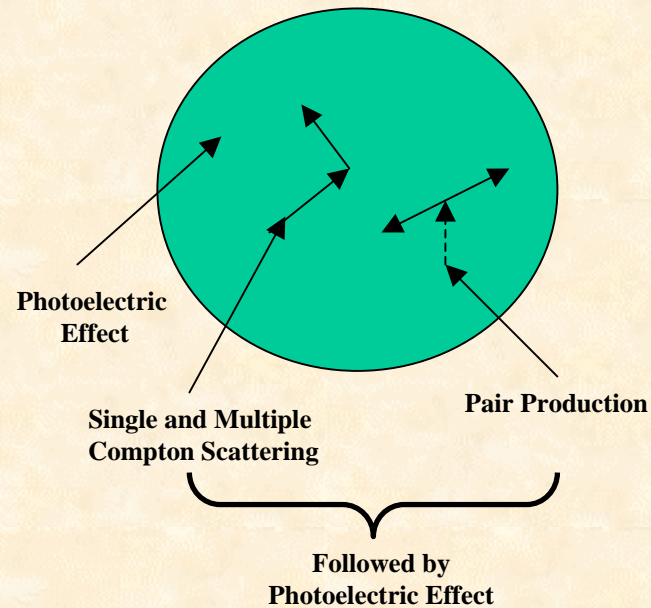 Photoelectric
Effect
Single and Multiple
Compton Scattering
Pair Production
Followed by
Photoelectric Effect